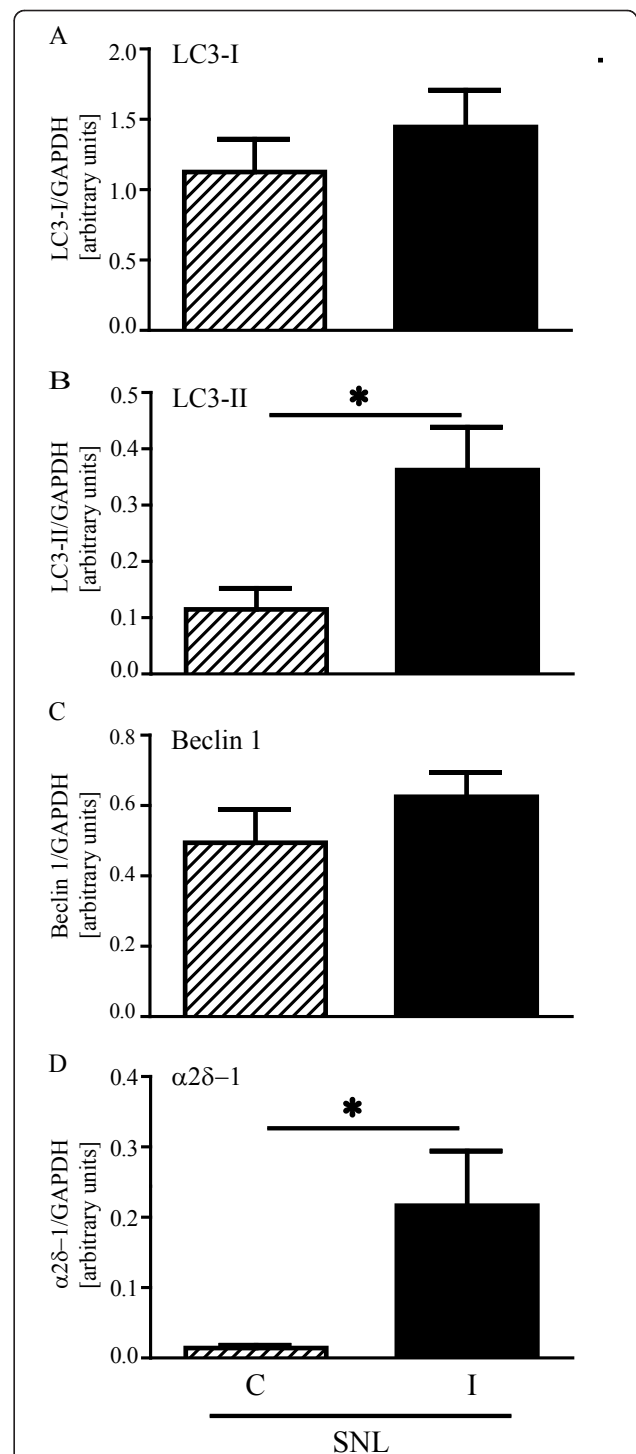 A
LC3-I
2.0
1.5
1.0
0.5
0.0
LC3-I/GAPDH
[arbitrary units]
B
LC3-II
*
0.5
0.4
0.3
0.2
0.1
0.0
LC3-II/GAPDH
[arbitrary units]
C
Beclin 1
0.8
0.6
0.4
0.2
0.0
Beclin 1/GAPDH
[arbitrary units]
D
α2δ–1
*
0.4
0.3
0.2
0.1
0.0
α2δ–1/GAPDH
[arbitrary units]
C I
SNL